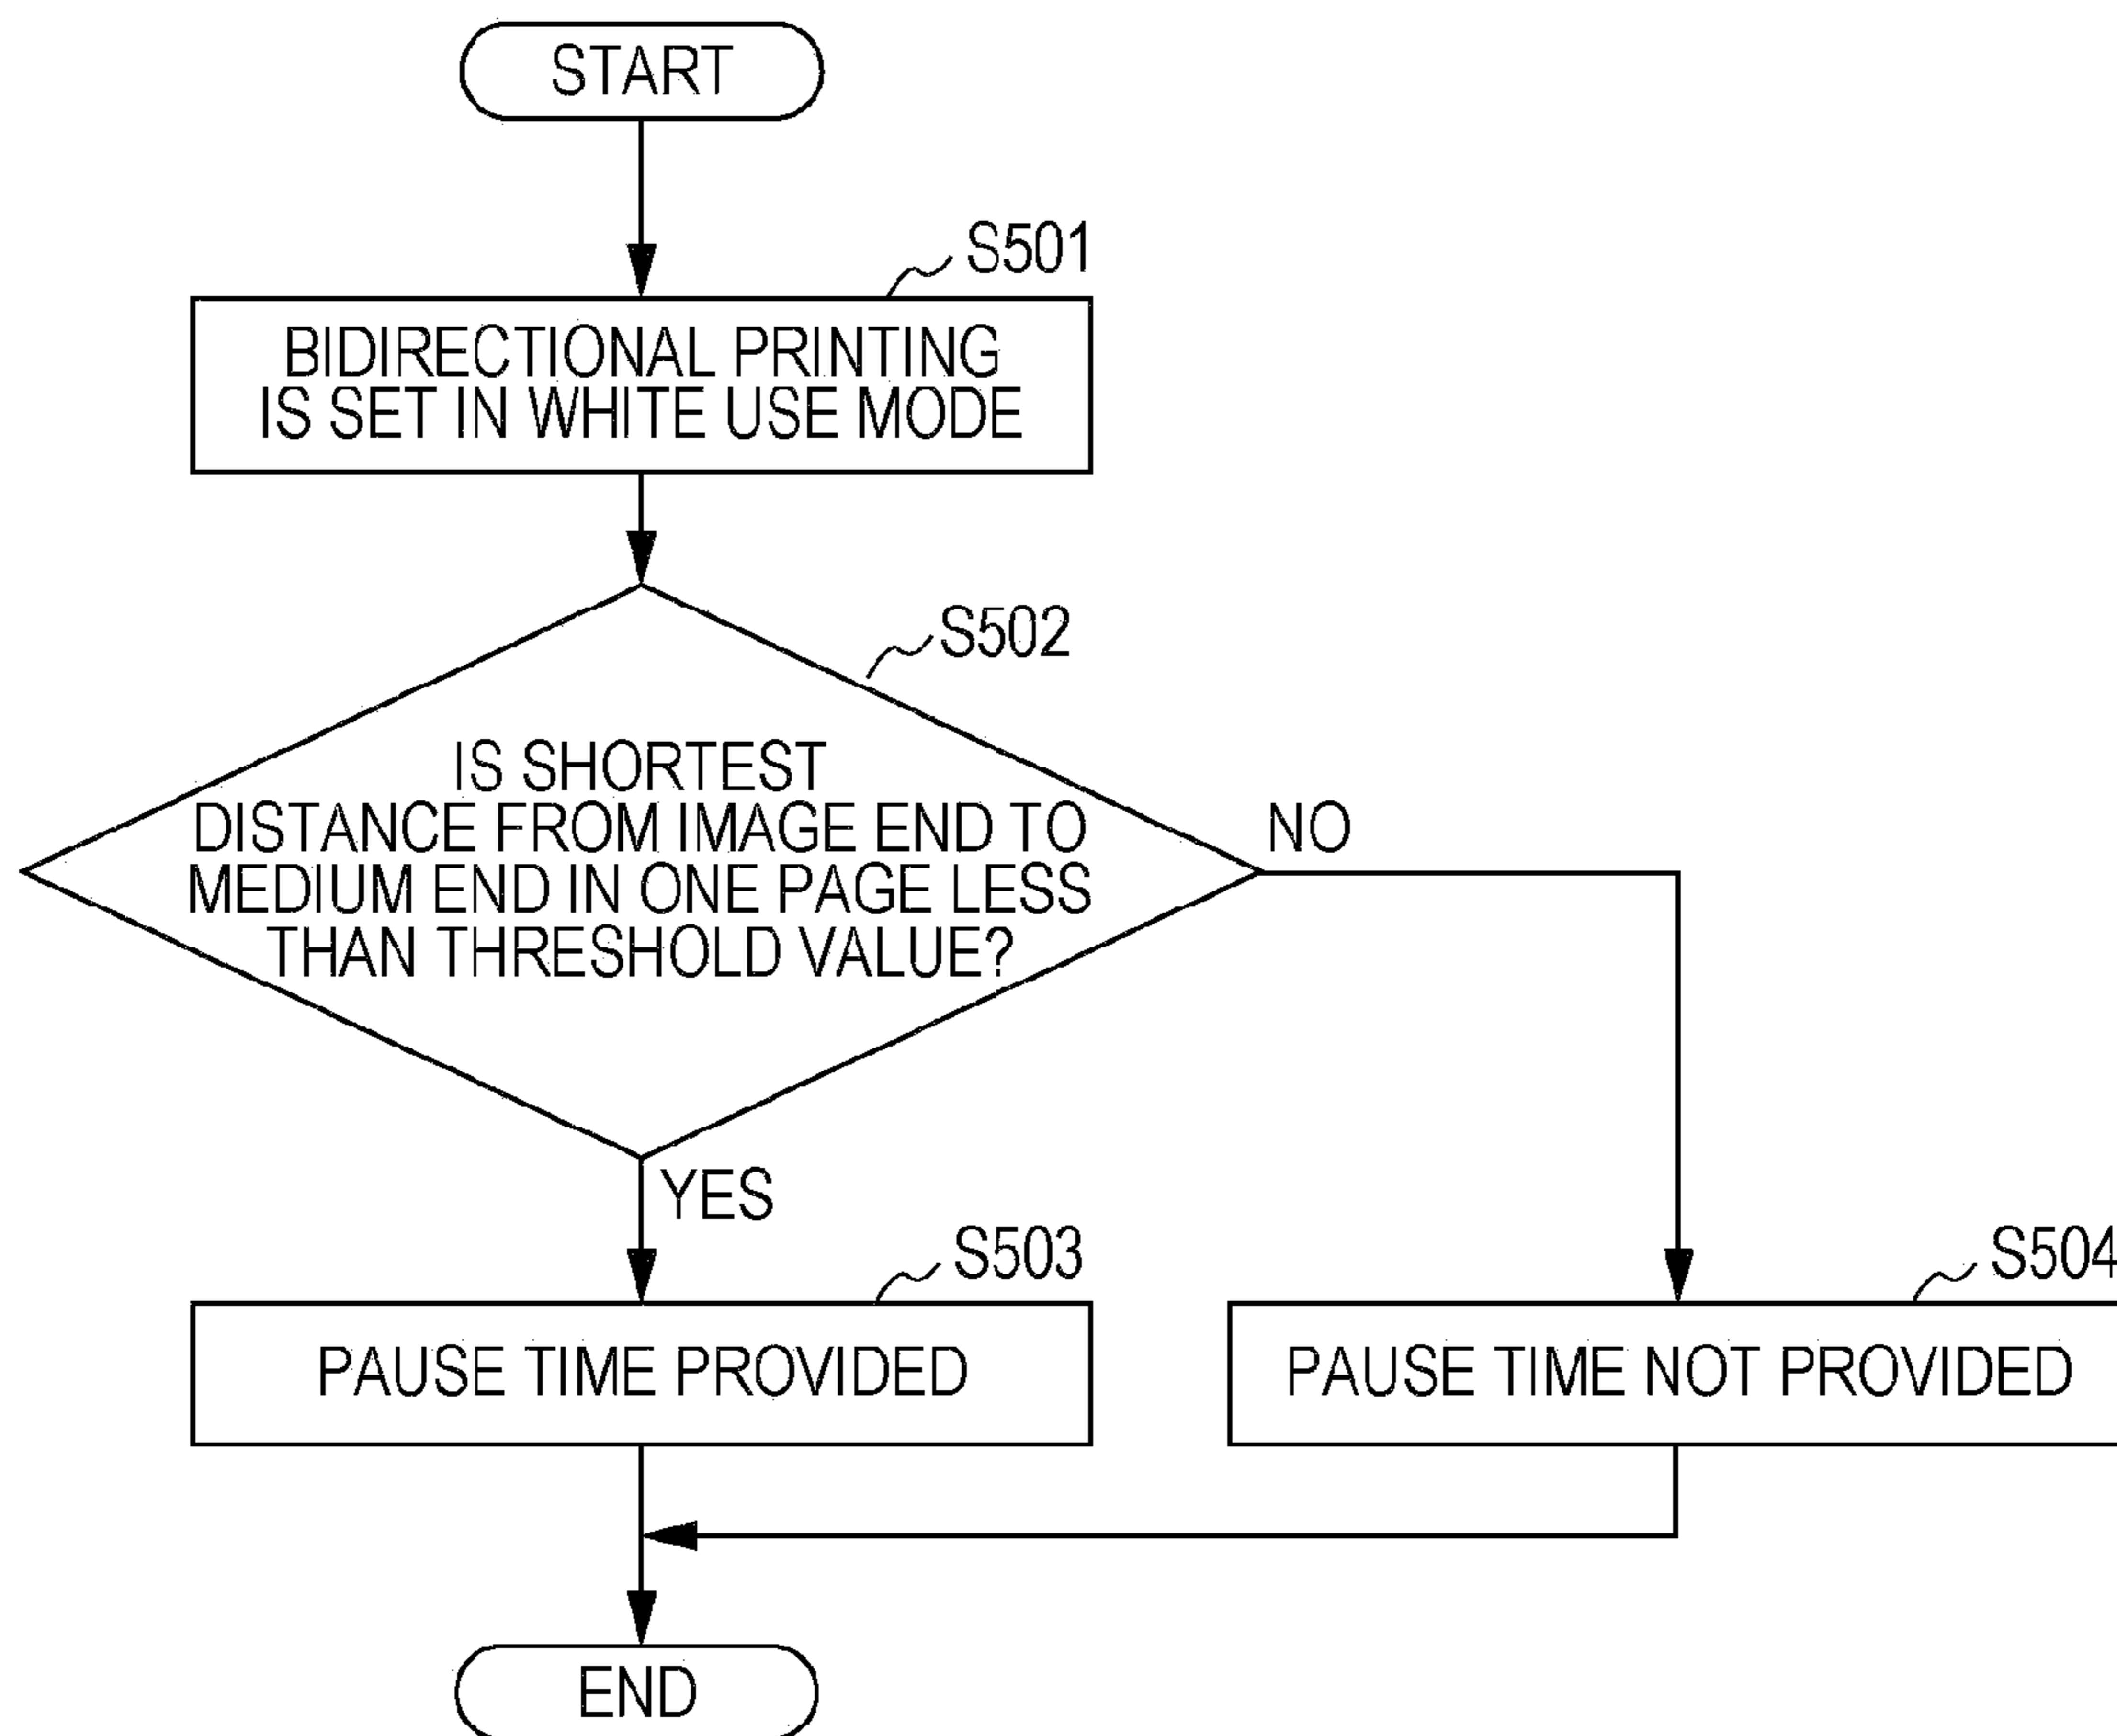 START
S501
BIDIRECTIONAL PRINTING
IS SET IN WHITE USE MODE
S502
IS SHORTEST
DISTANCE FROM IMAGE END TO
MEDIUM END IN ONE PAGE LESS
THAN THRESHOLD VALUE?
NO
YES
S503
PAUSE TIME PROVIDED
S504
PAUSE TIME NOT PROVIDED
END